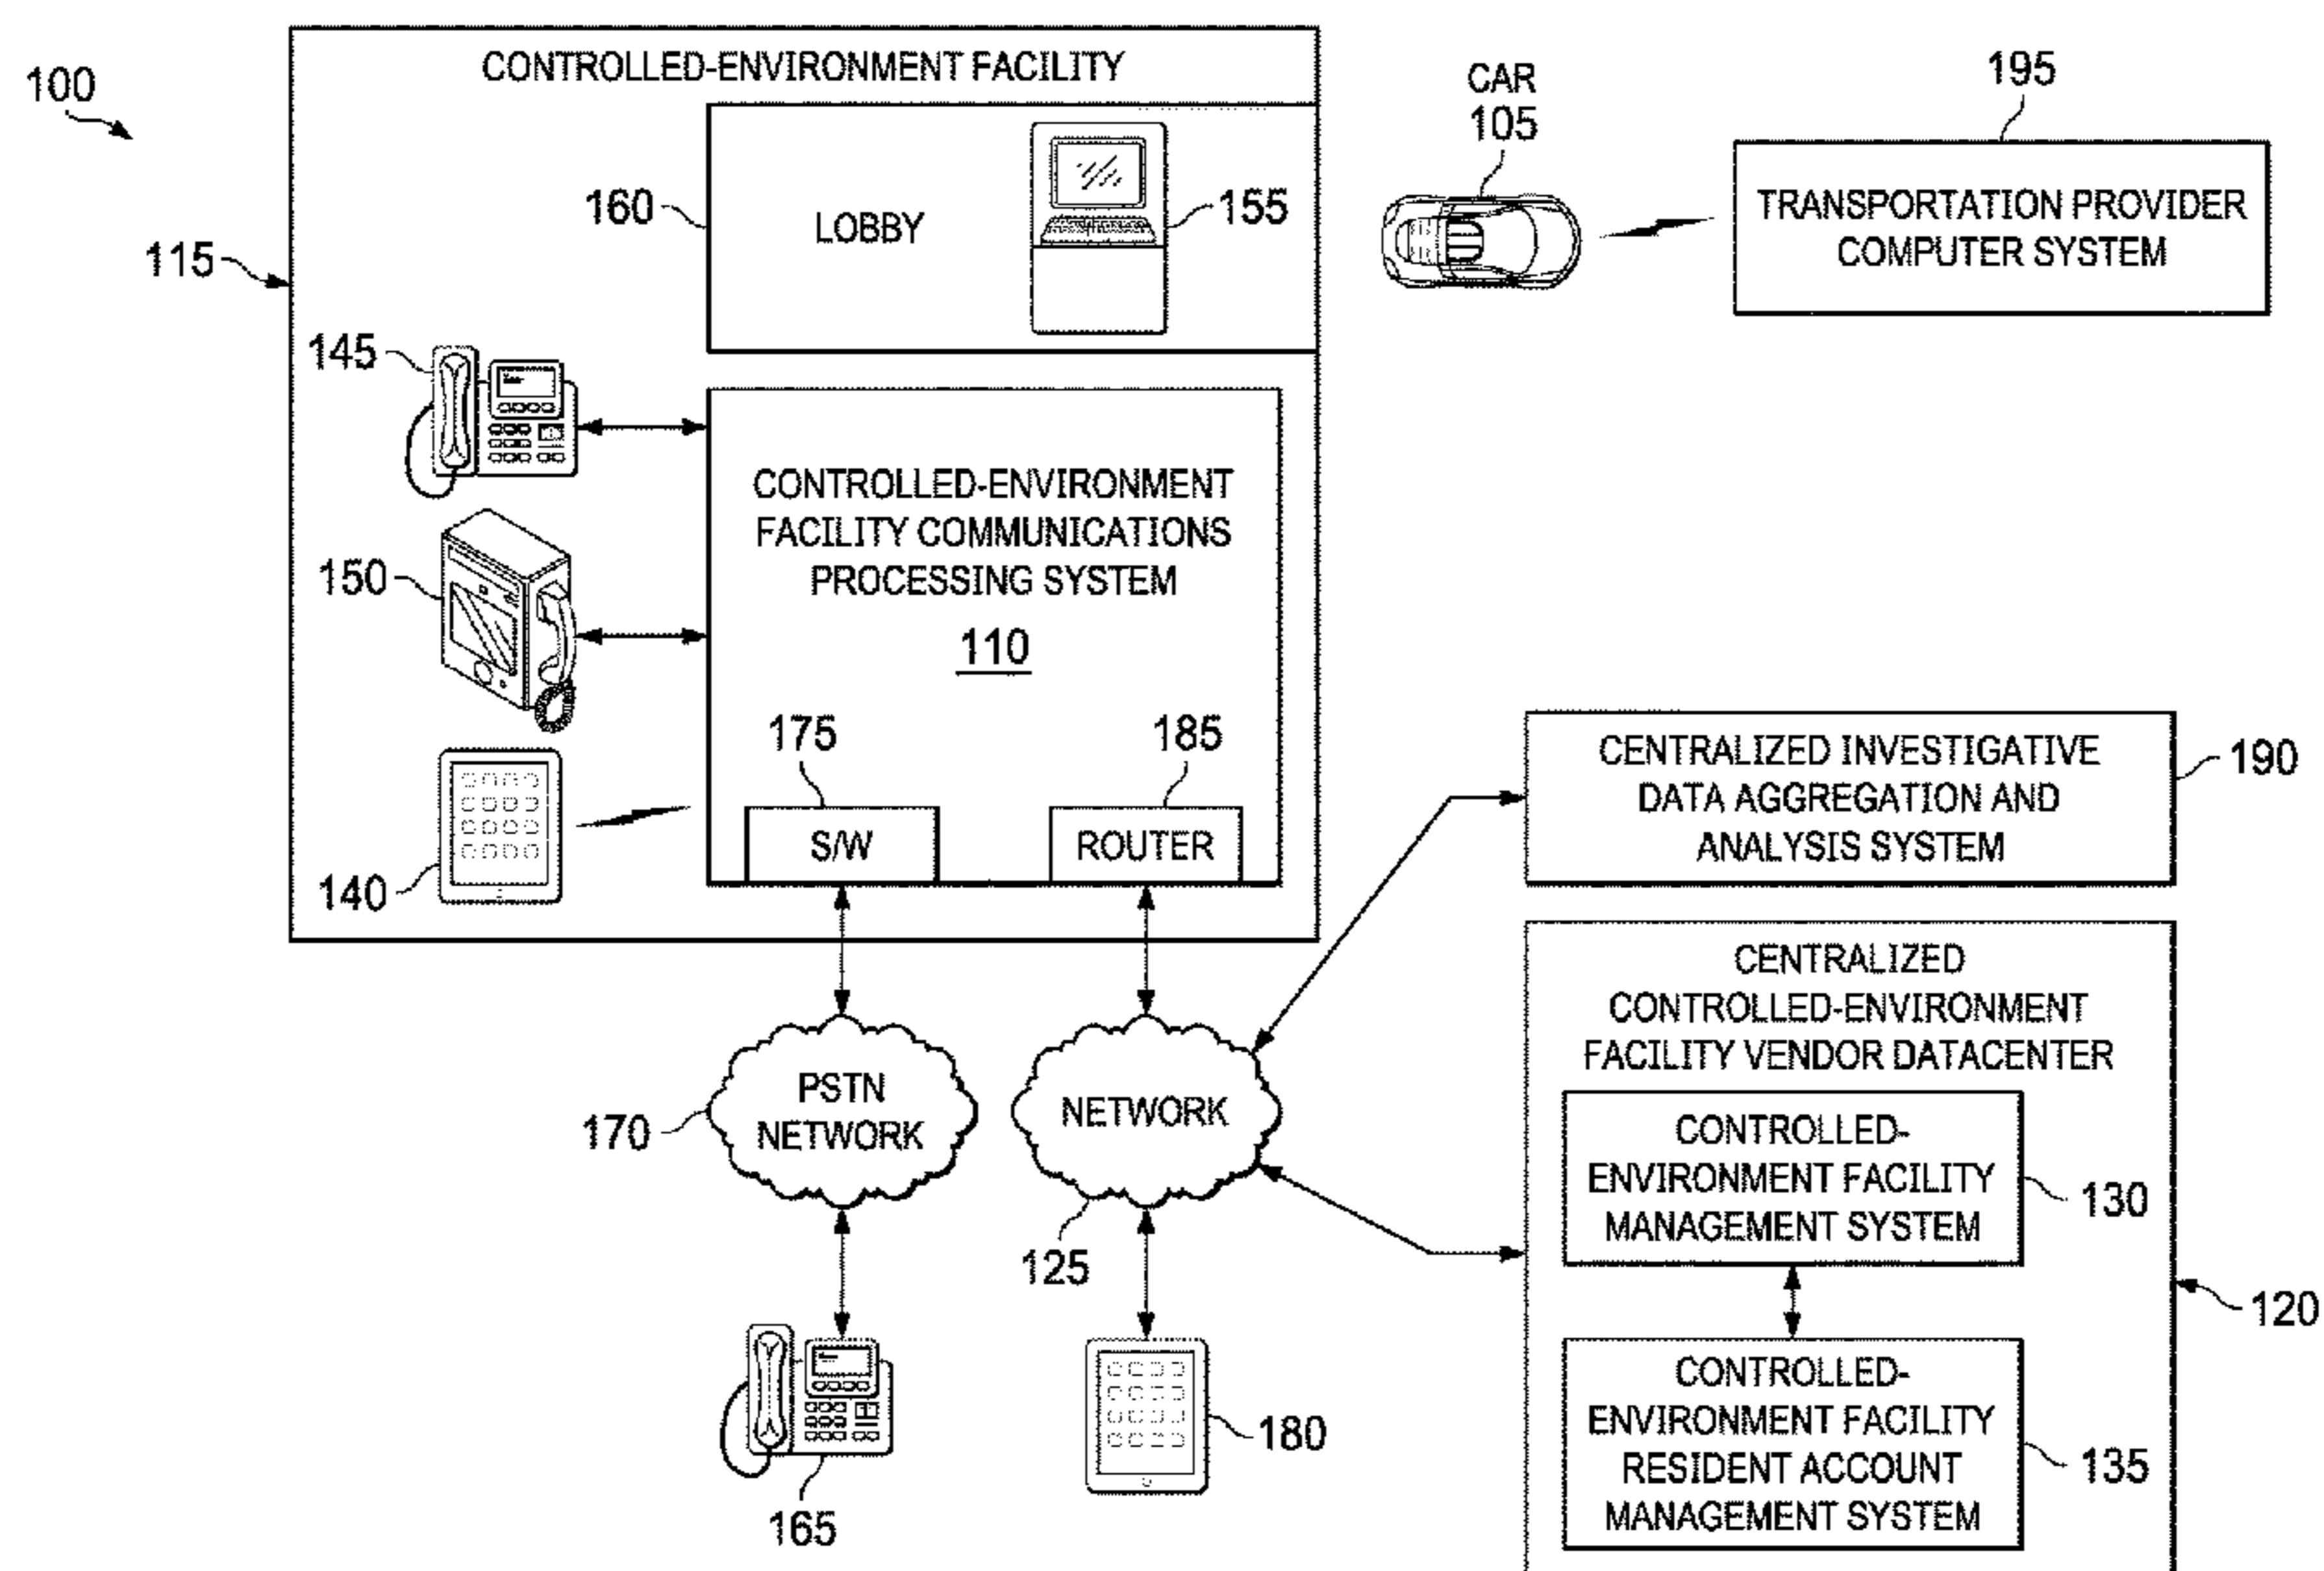 100
CONTROLLED-ENVIRONMENT FACILITY
115
160
LOBBY
155
CAR
105
195
TRANSPORTATION PROVIDER
COMPUTER SYSTEM
145
150
140
CONTROLLED-ENVIRONMENT
FACILITY COMMUNICATIONS
PROCESSING SYSTEM
110
175
S/W
185
ROUTER
CENTRALIZED INVESTIGATIVE
DATA AGGREGATION AND
ANALYSIS SYSTEM
190
170
PSTN
NETWORK
NETWORK
125
165
180
CENTRALIZED
CONTROLLED-ENVIRONMENT
FACILITY VENDOR DATACENTER
CONTROLLED-
ENVIRONMENT FACILITY
MANAGEMENT SYSTEM
130
120
CONTROLLED-
ENVIRONMENT FACILITY
RESIDENT ACCOUNT
MANAGEMENT SYSTEM
135